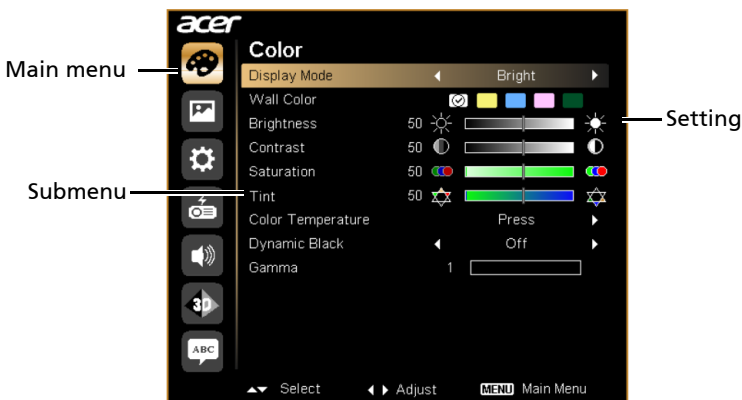 acer
Color
Main menu
Display Mode Bright
Wall Color
Brightness 50
Setting
Contrast 50
Saturation 50
Submenu
Tint 50
Color Temperature Press
Dynamic Black Off
Gamma 1
3D
ABC
Select Adjust MENU Main Menu